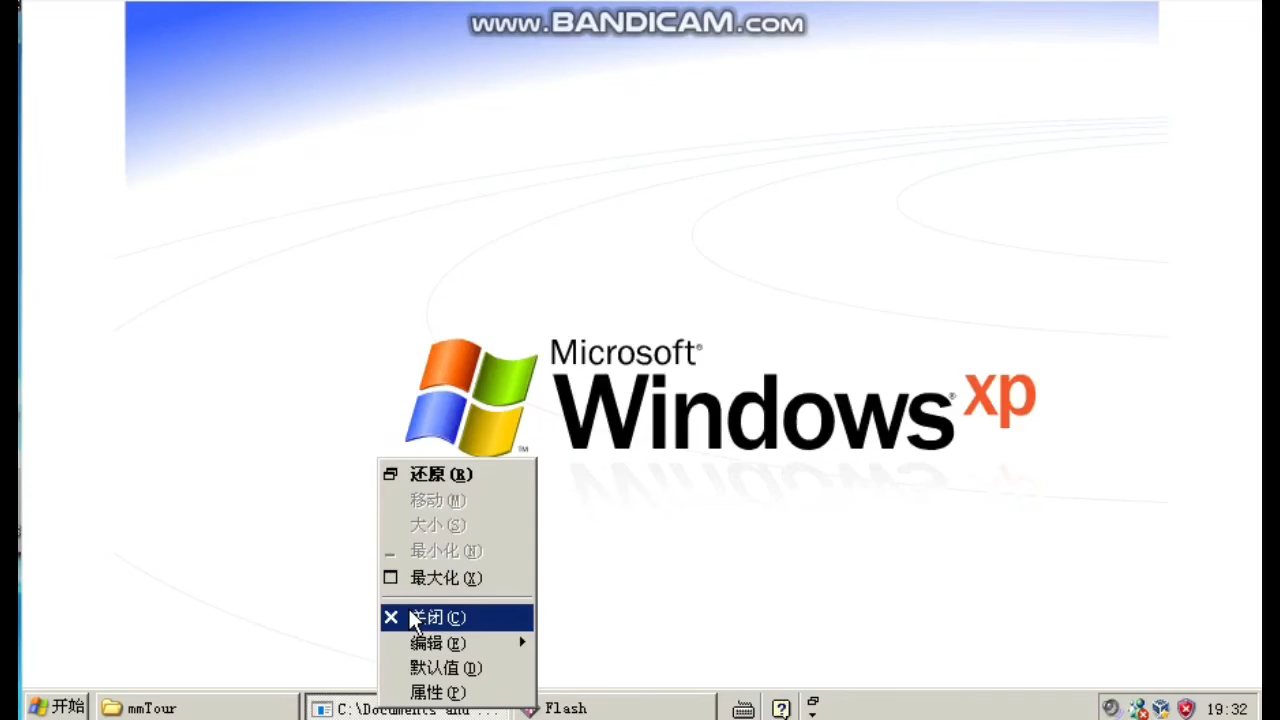 www.BANDICAM.com
Microsoft®
Windows® xp
TM
还原(R)
移动(M)
大小(S)
最小化(N)
最大化(X)
关闭(C)
编辑(E)
默认值(D)
属性(P)
开始 mmTour C:\Documents and ... Flash 19:32